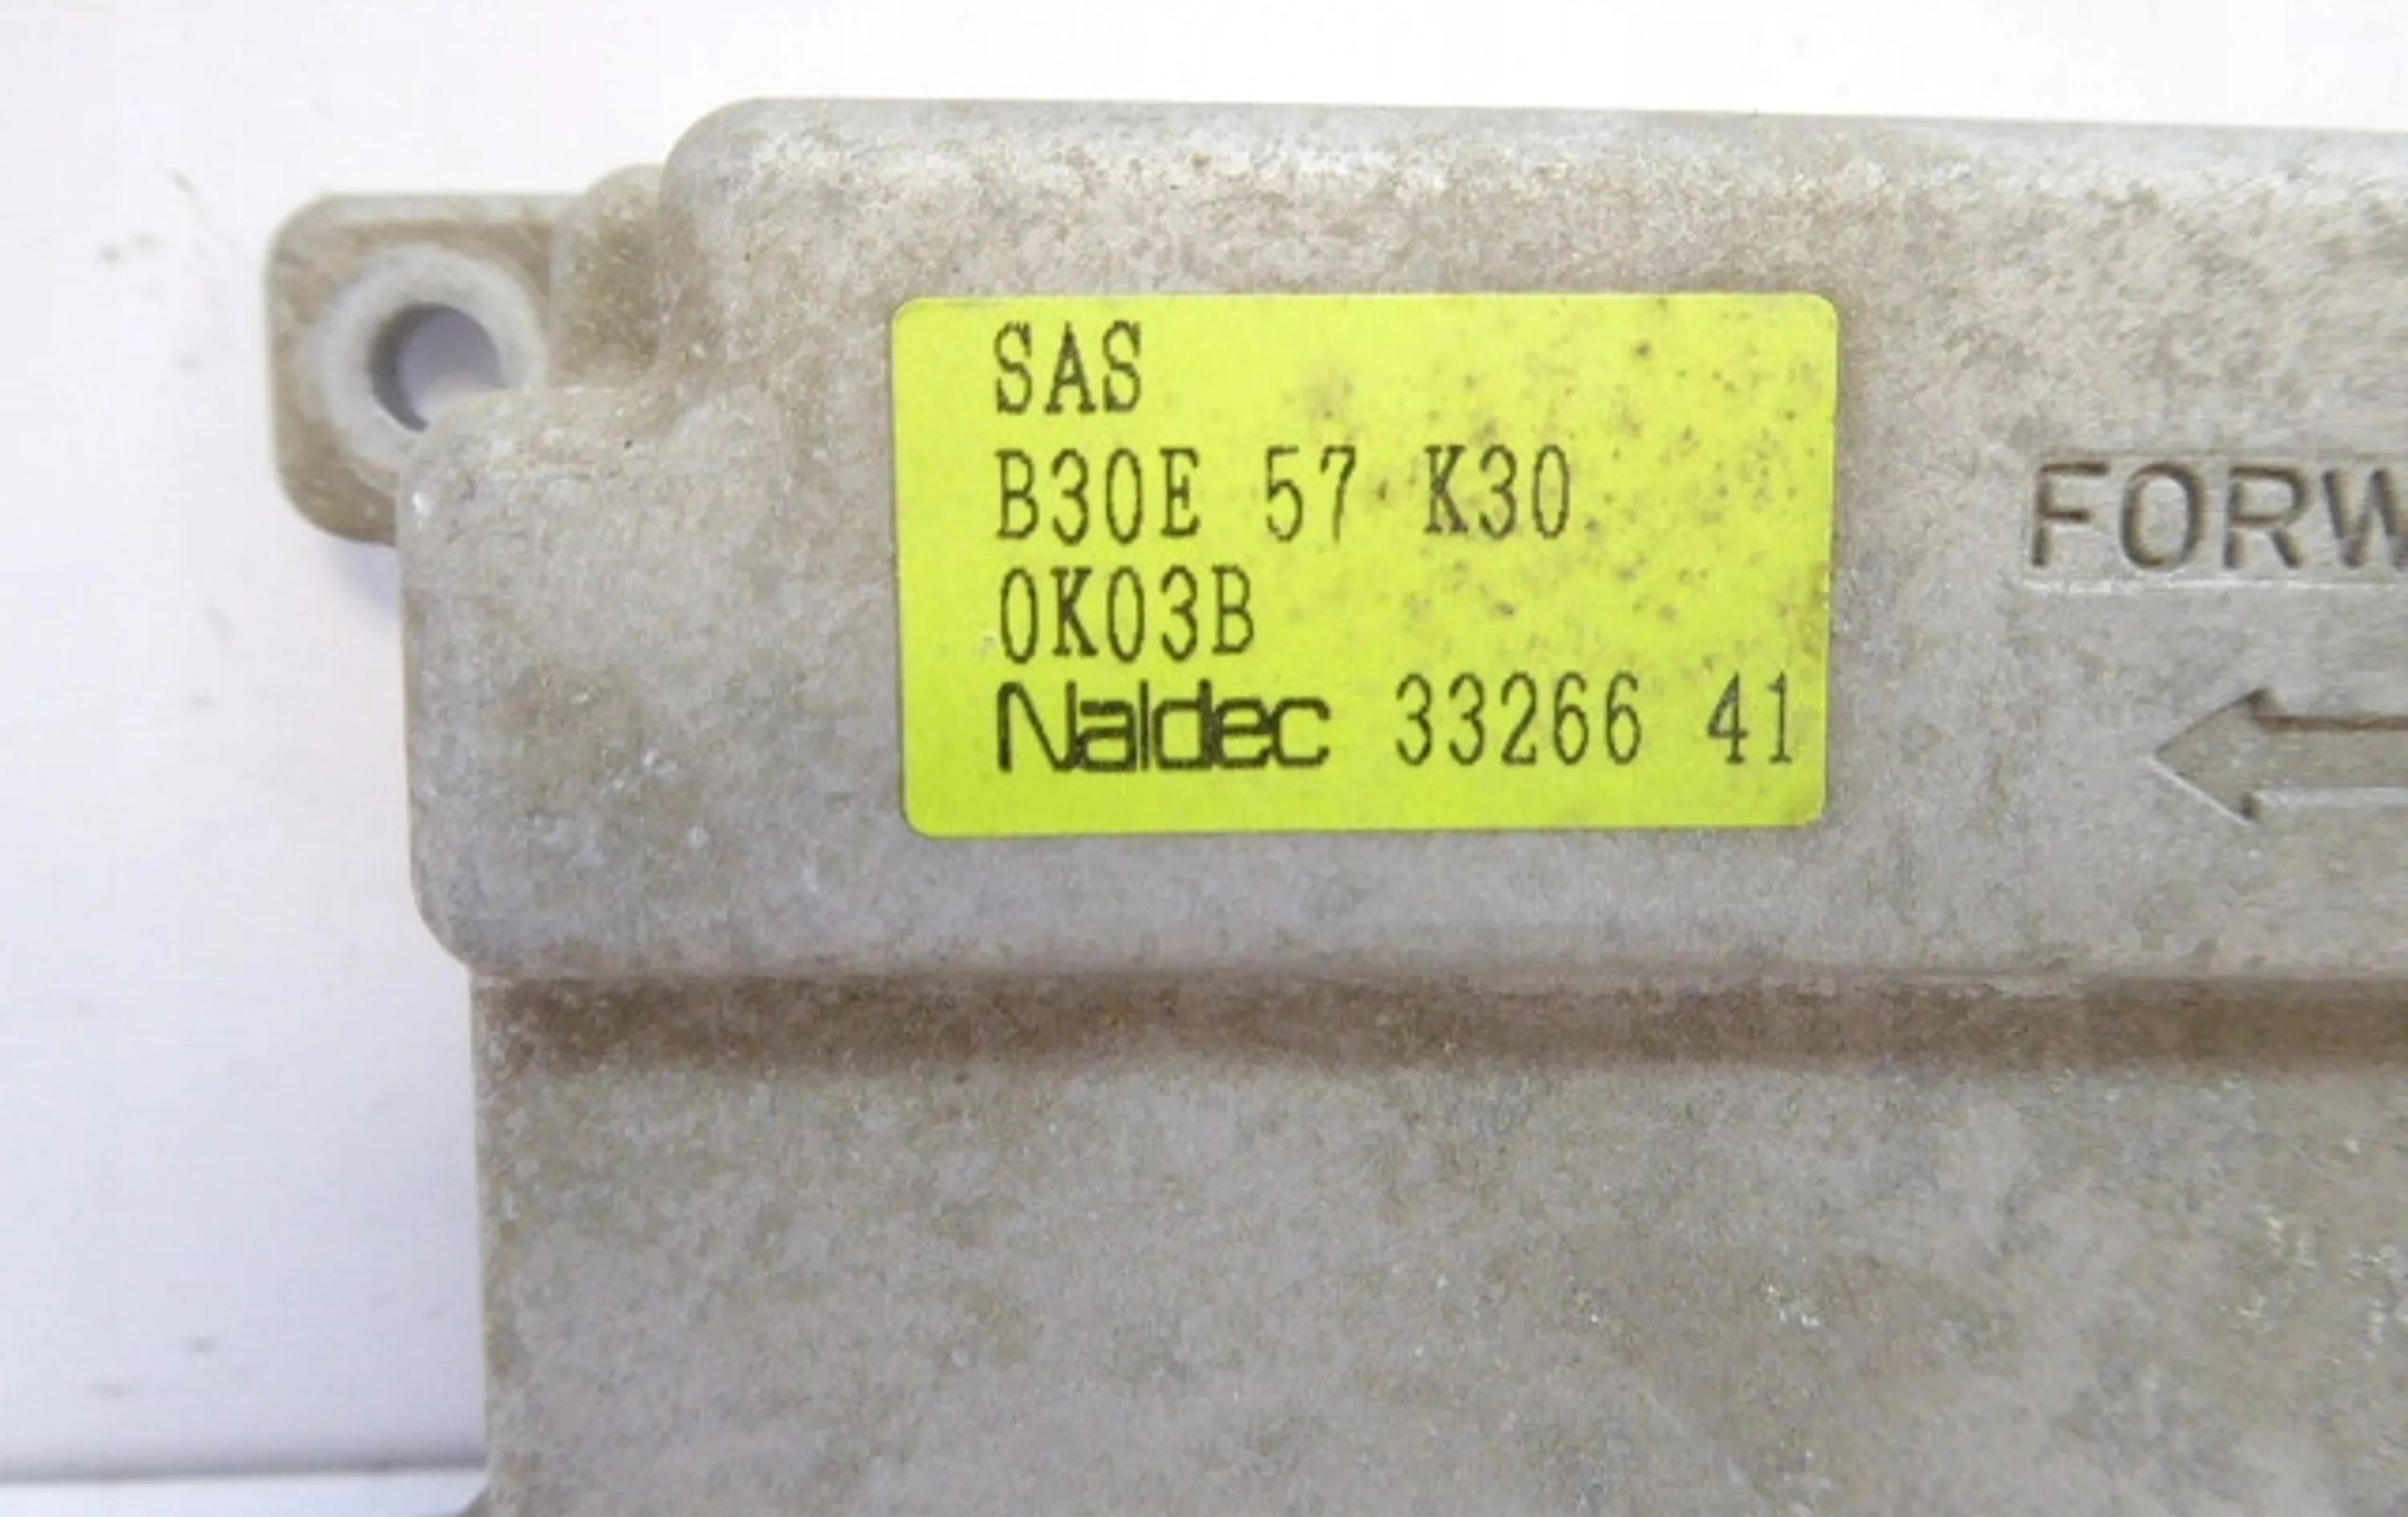 SAS
B30E 57 K30
0K03B
Naldec 33266 41
FORW